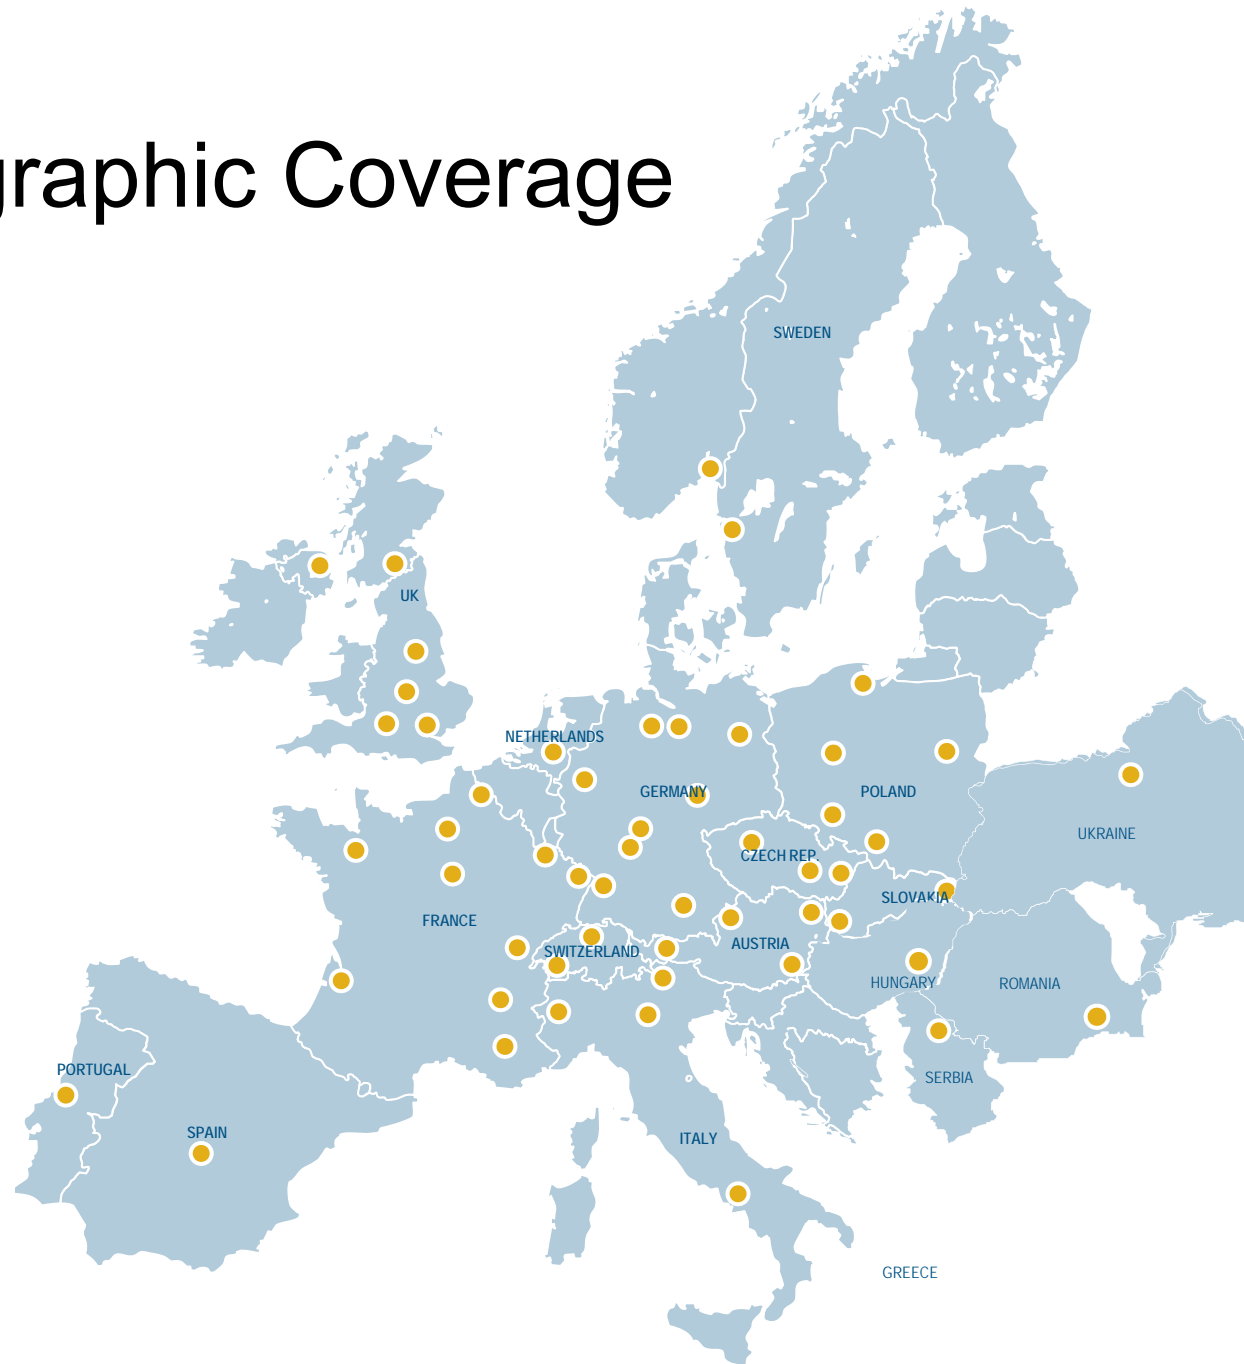 graphic Coverage
SWEDEN
UK
NETHERLANDS
GERMANY
POLAND
UKRAINE
CZECH REP.
SLOVAKIA
FRANCE
SWITZERLAND
AUSTRIA
HUNGARY
ROMANIA
PORTUGAL
SERBIA
SPAIN
ITALY
GREECE